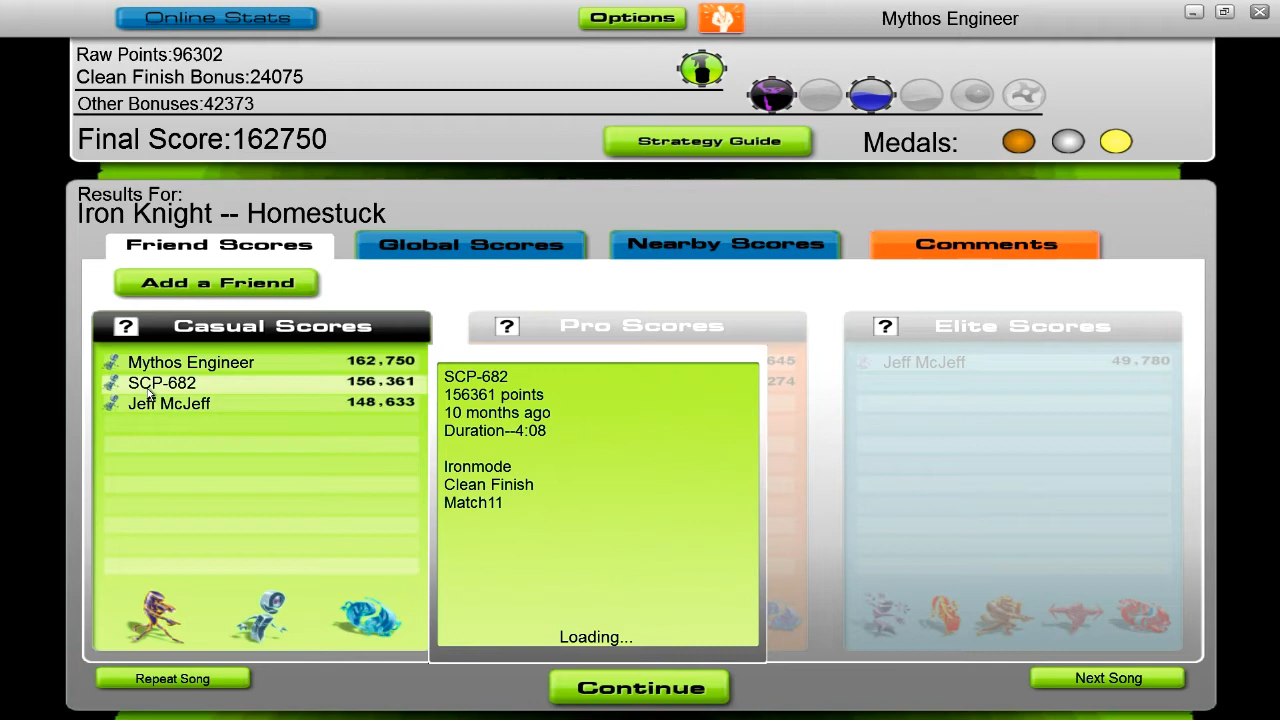 Online Stats
Options
Mythos Engineer
Raw Points:96302
Clean Finish Bonus:24075
Other Bonuses:42373
Final Score:162750
Strategy Guide
Medals:
Results For:
Iron Knight -- Homestuck
Friend Scores
Global Scores
Nearby Scores
Comments
Add a Friend
? Casual Scores
? Pro Scores
? Elite Scores
Mythos Engineer 162,750
SCP-682 156,361
Jeff McJeff 148,633
SCP-682
156361 points
10 months ago
Duration--4:08
Ironmode
Clean Finish
Match11
Loading...
645
274
Jeff McJeff 49,780
Repeat Song
Continue
Next Song